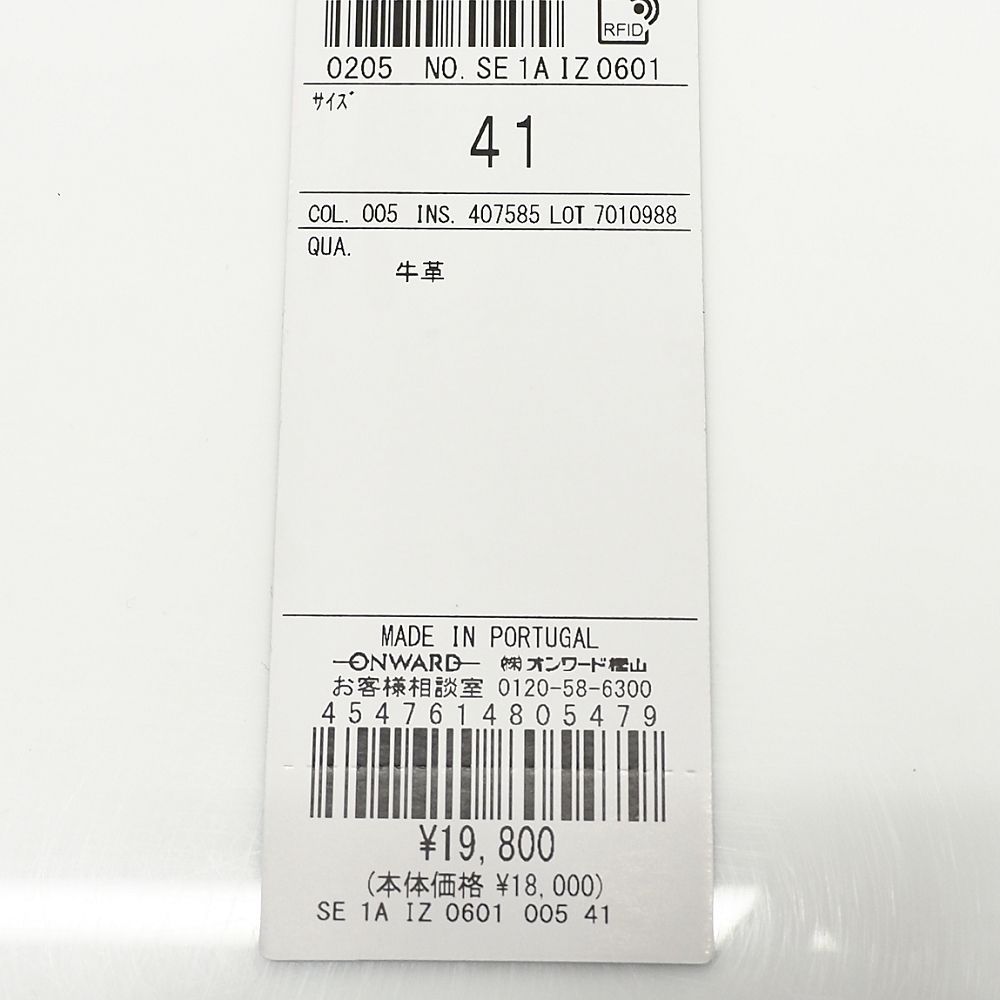 RFID
0205 NO. SE 1A IZ 0601
サイズ
41
COL. 005 INS. 407585 LOT 7010988
QUA.
牛革
MADE IN PORTUGAL
ONWARD ㈱オンワード樫山
お客様相談室 0120-58-6300
4547614805479
¥19,800
(本体価格 ¥18,000)
SE 1A IZ 0601 005 41